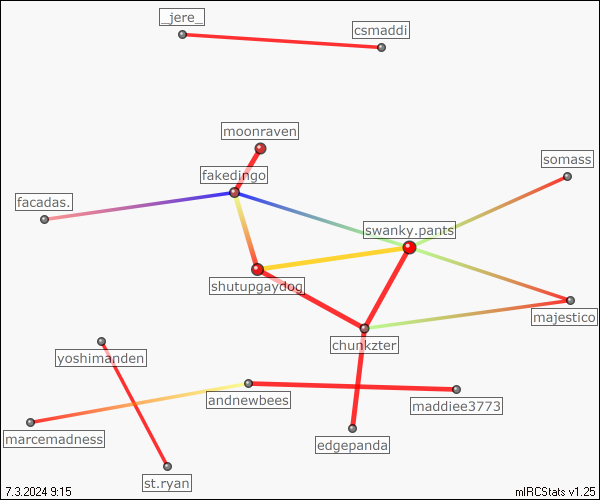 _jere_
csmaddi
moonraven
somass
fakedingo
facadas.
swanky.pants
shutupgaydog
majestico
chunkzter
yoshimanden
andnewbees
maddiee3773
marcemadness
edgepanda
st.ryan
7.3.2024 9:15
mIRCStats v1.25